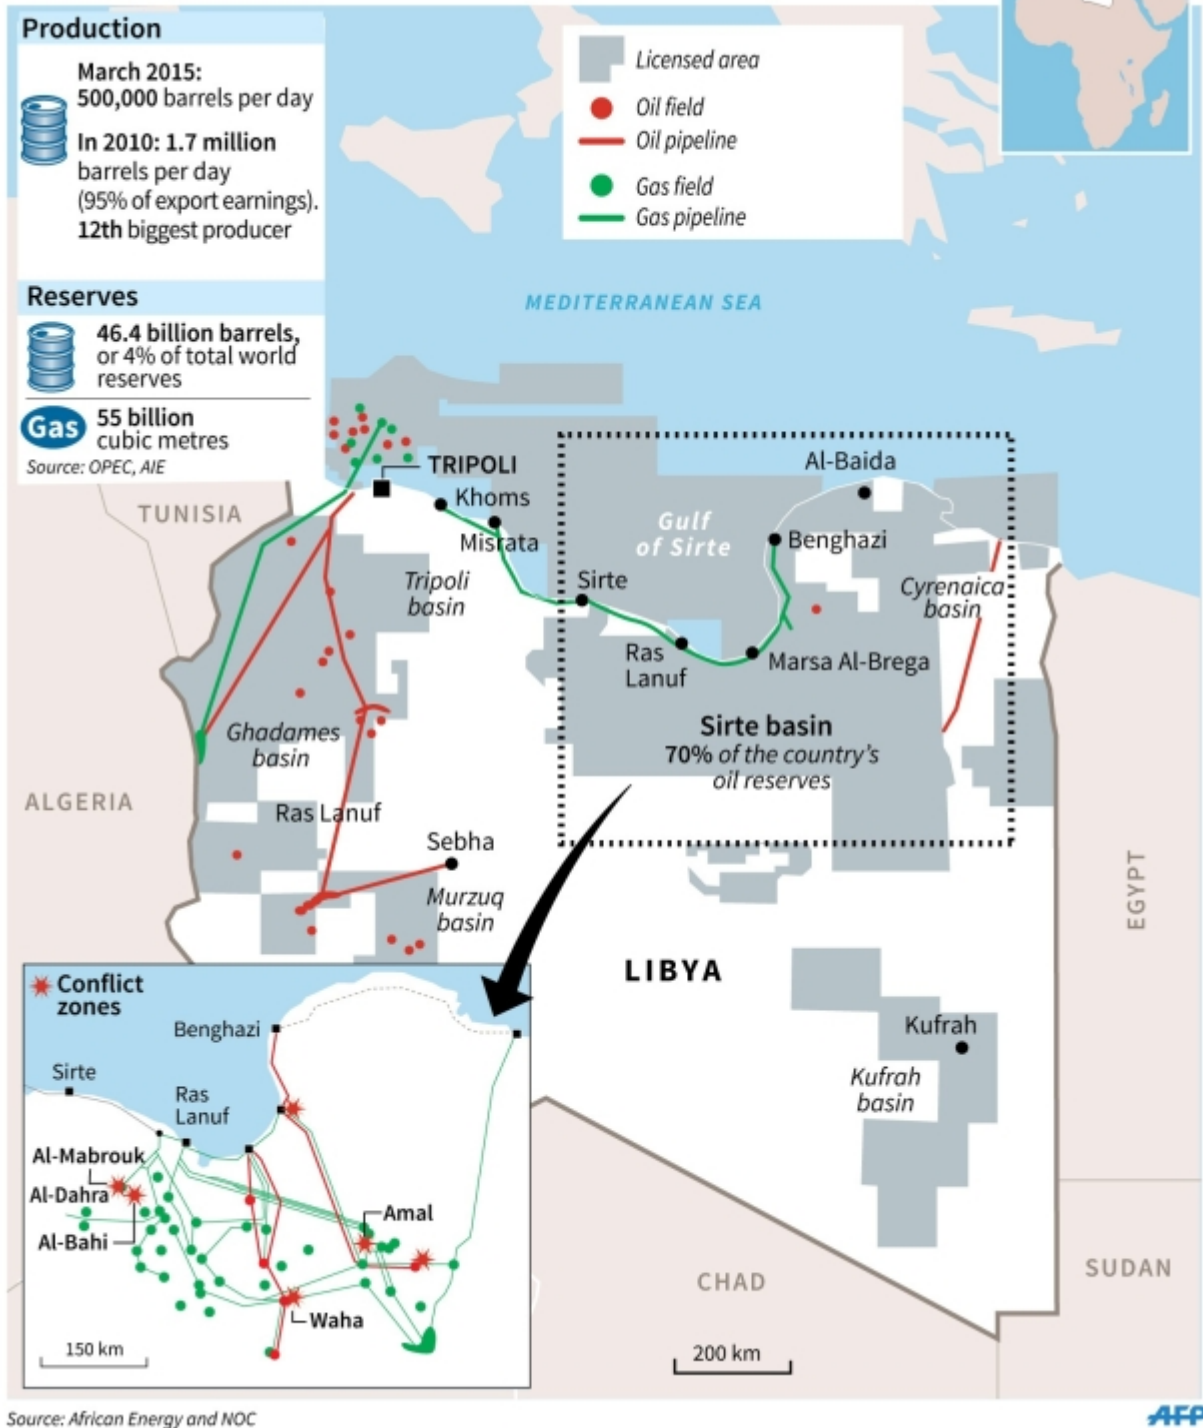 Production
March 2015:
500,000 barrels per day
In 2010: 1.7 million
barrels per day
(95% of export earnings).
12th biggest producer
Reserves
46.4 billion barrels,
or 4% of total world
reserves
Gas
55 billion
cubic metres
Source: OPEC, AIE
Licensed area
Oil field
Oil pipeline
Gas field
Gas pipeline
MEDITERRANEAN SEA
TUNISIA
TRIPOLI
Khoms
Misrata
Tripoli
basin
Sirte
Gulf
of Sirte
Al-Baida
Benghazi
Cyrenaica
basin
Ras
Lanuf
Marsa Al-Brega
Sirte basin
70% of the country's
oil reserves
Ghadames
basin
ALGERIA
Ras Lanuf
Sebha
Murzuq
basin
EGYPT
LIBYA
Kufrah
Kufrah
basin
CHAD
SUDAN
200 km
Conflict
zones
Benghazi
Sirte
Ras
Lanuf
Al-Mabrouk
Al-Dahra
Al-Bahi
Amal
Waha
150 km
Source: African Energy and NOC
AFP